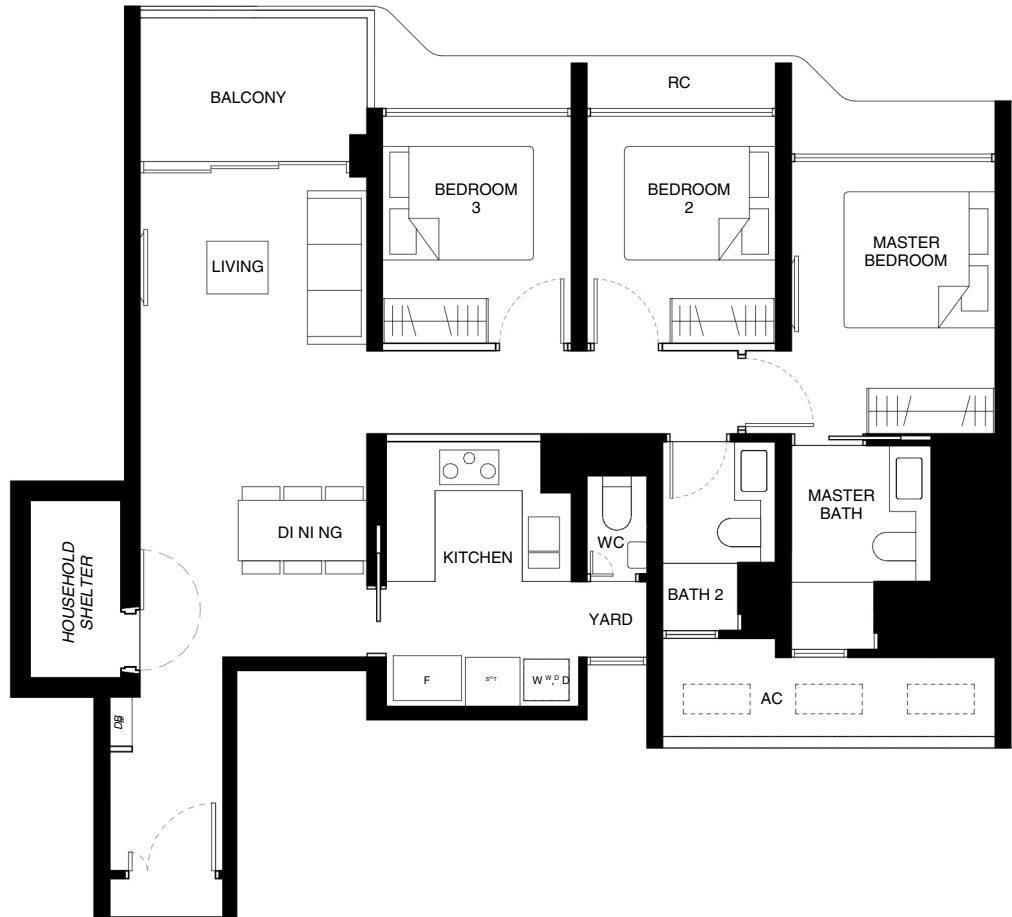 RC
BALCONY
BEDROOM
3
BEDROOM
2
MASTER
BEDROOM
LIVING
MASTER
BATH
DI NI NG
WC
KITCHEN
HOUSEHOLD
SHELTER
BATH 2
YARD
F
AC